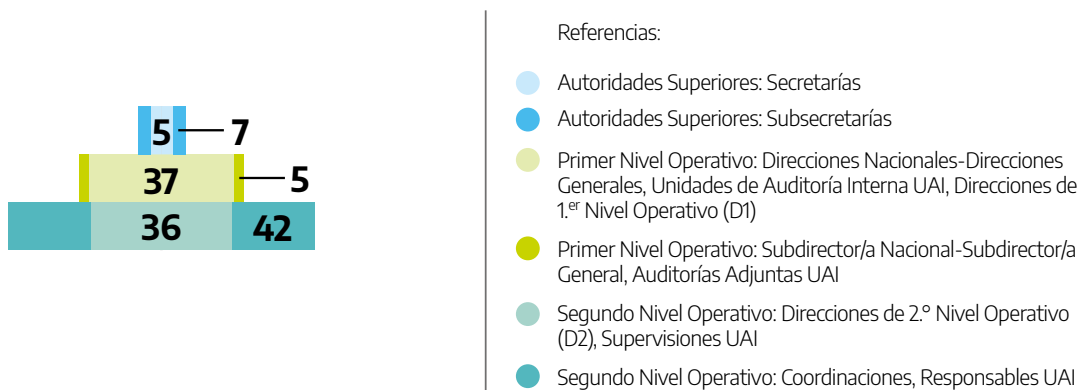 Referencias:
Autoridades Superiores: Secretarías
Autoridades Superiores: Subsecretarías
Primer Nivel Operativo: Direcciones Nacionales-Direcciones
Generales, Unidades de Auditoría Interna UAI, Direcciones de
1.er Nivel Operativo (D1)
Primer Nivel Operativo: Subdirector/a Nacional-Subdirector/a
General, Auditorías Adjuntas UAI
Segundo Nivel Operativo: Direcciones de 2.º Nivel Operativo
(D2), Supervisiones UAI
Segundo Nivel Operativo: Coordinaciones, Responsables UAI
5 7
37 5
36 42